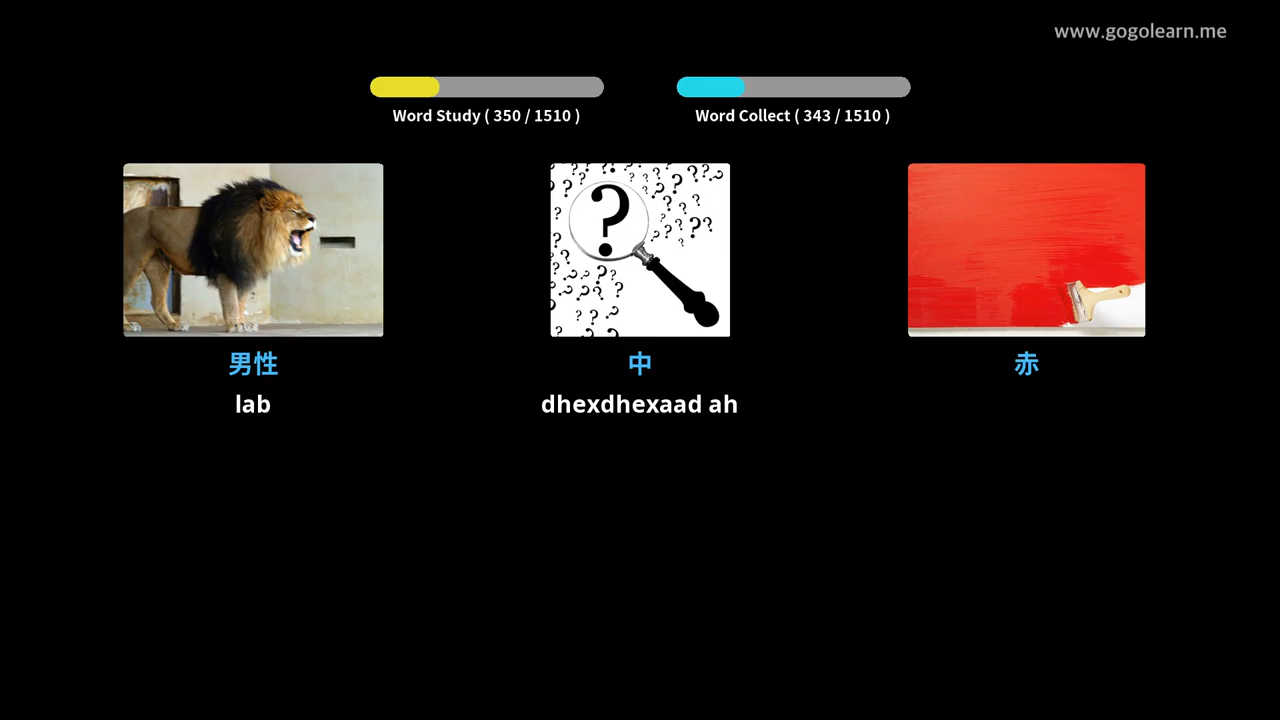 www.gogolearn.me
Word Study ( 350 / 1510 )
Word Collect ( 343 / 1510 )
男性
中
赤
lab
dhexdhexaad ah